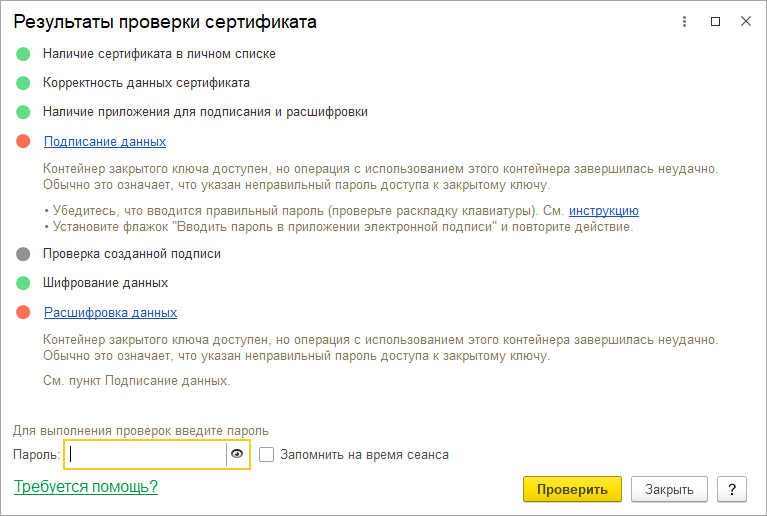 Результаты проверки сертификата
Наличие сертификата в личном списке
Корректность данных сертификата
Наличие приложения для подписания и расшифровки
Подписание данных
Контейнер закрытого ключа доступен, но операция с использованием этого контейнера завершилась неудачно.
Обычно это означает, что указан неправильный пароль доступа к закрытому ключу.
• Убедитесь, что вводится правильный пароль (проверьте раскладку клавиатуры). См. инструкцию
• Установите флажок "Вводить пароль в приложении электронной подписи" и повторите действие.
Проверка созданной подписи
Шифрование данных
Расшифровка данных
Контейнер закрытого ключа доступен, но операция с использованием этого контейнера завершилась неудачно.
Обычно это означает, что указан неправильный пароль доступа к закрытому ключу.
См. пункт Подписание данных.
Для выполнения проверок введите пароль
Пароль: Запомнить на время сеанса
Требуется помощь? Проверить Закрыть ?